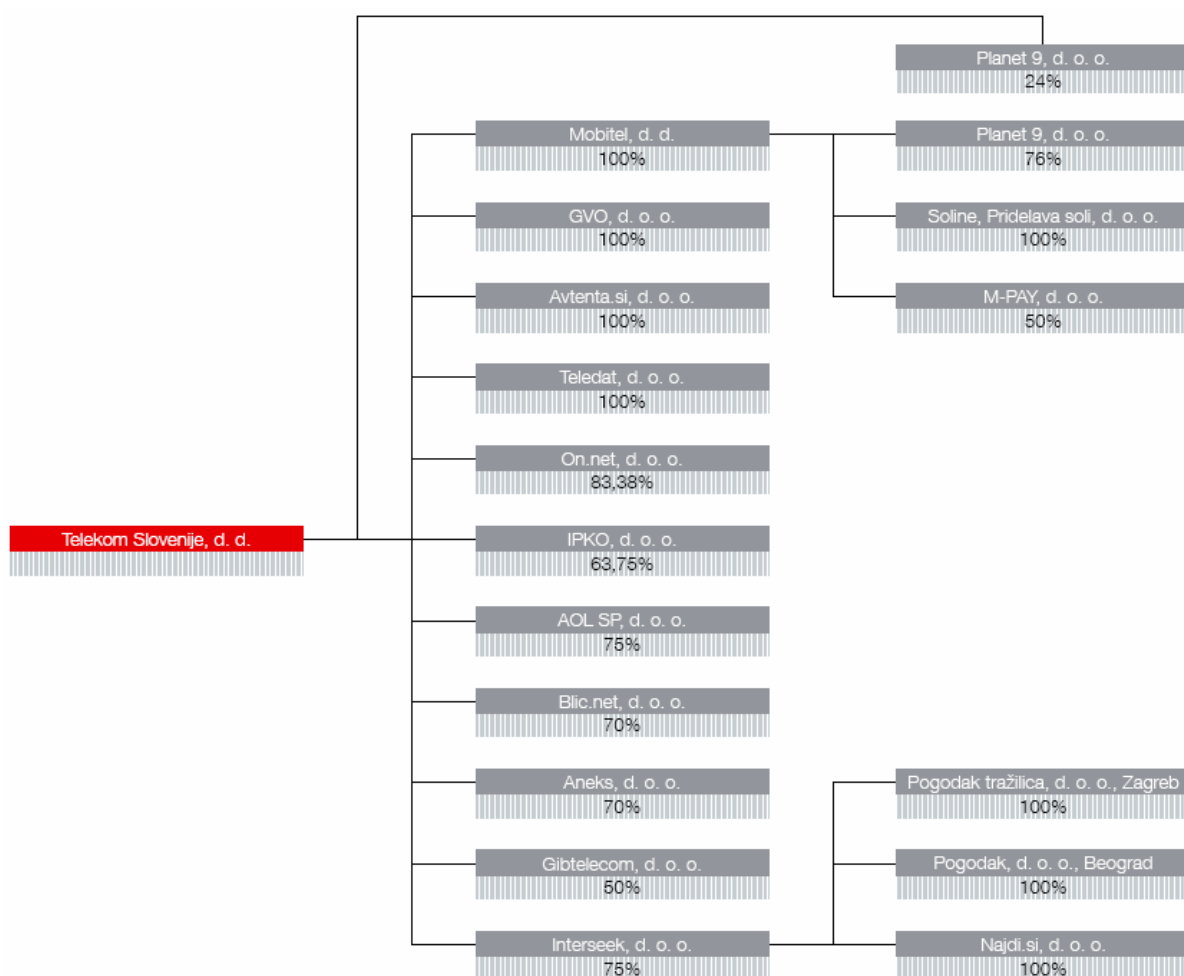 Planet 9, d. o. o.
24%
Mobitel, d. d.
100%
Planet 9, d. o. o.
76%
GVO, d. o. o.
100%
Soline, Pridelava soli, d. o. o.
100%
Avtenta.si, d. o. o.
100%
M-PAY, d. o. o.
50%
Teledat, d. o. o.
100%
On.net, d. o. o.
83,38%
Telekom Slovenije, d. d.
IPKO, d. o. o.
63,75%
AOL SP, d. o. o.
75%
Blic.net, d. o. o.
70%
Aneks, d. o. o.
70%
Pogodak tražilica, d. o. o., Zagreb
100%
Gibtelecom, d. o. o.
50%
Pogodak, d. o. o., Beograd
100%
Interseek, d. o. o.
75%
Najdi.si, d. o. o.
100%